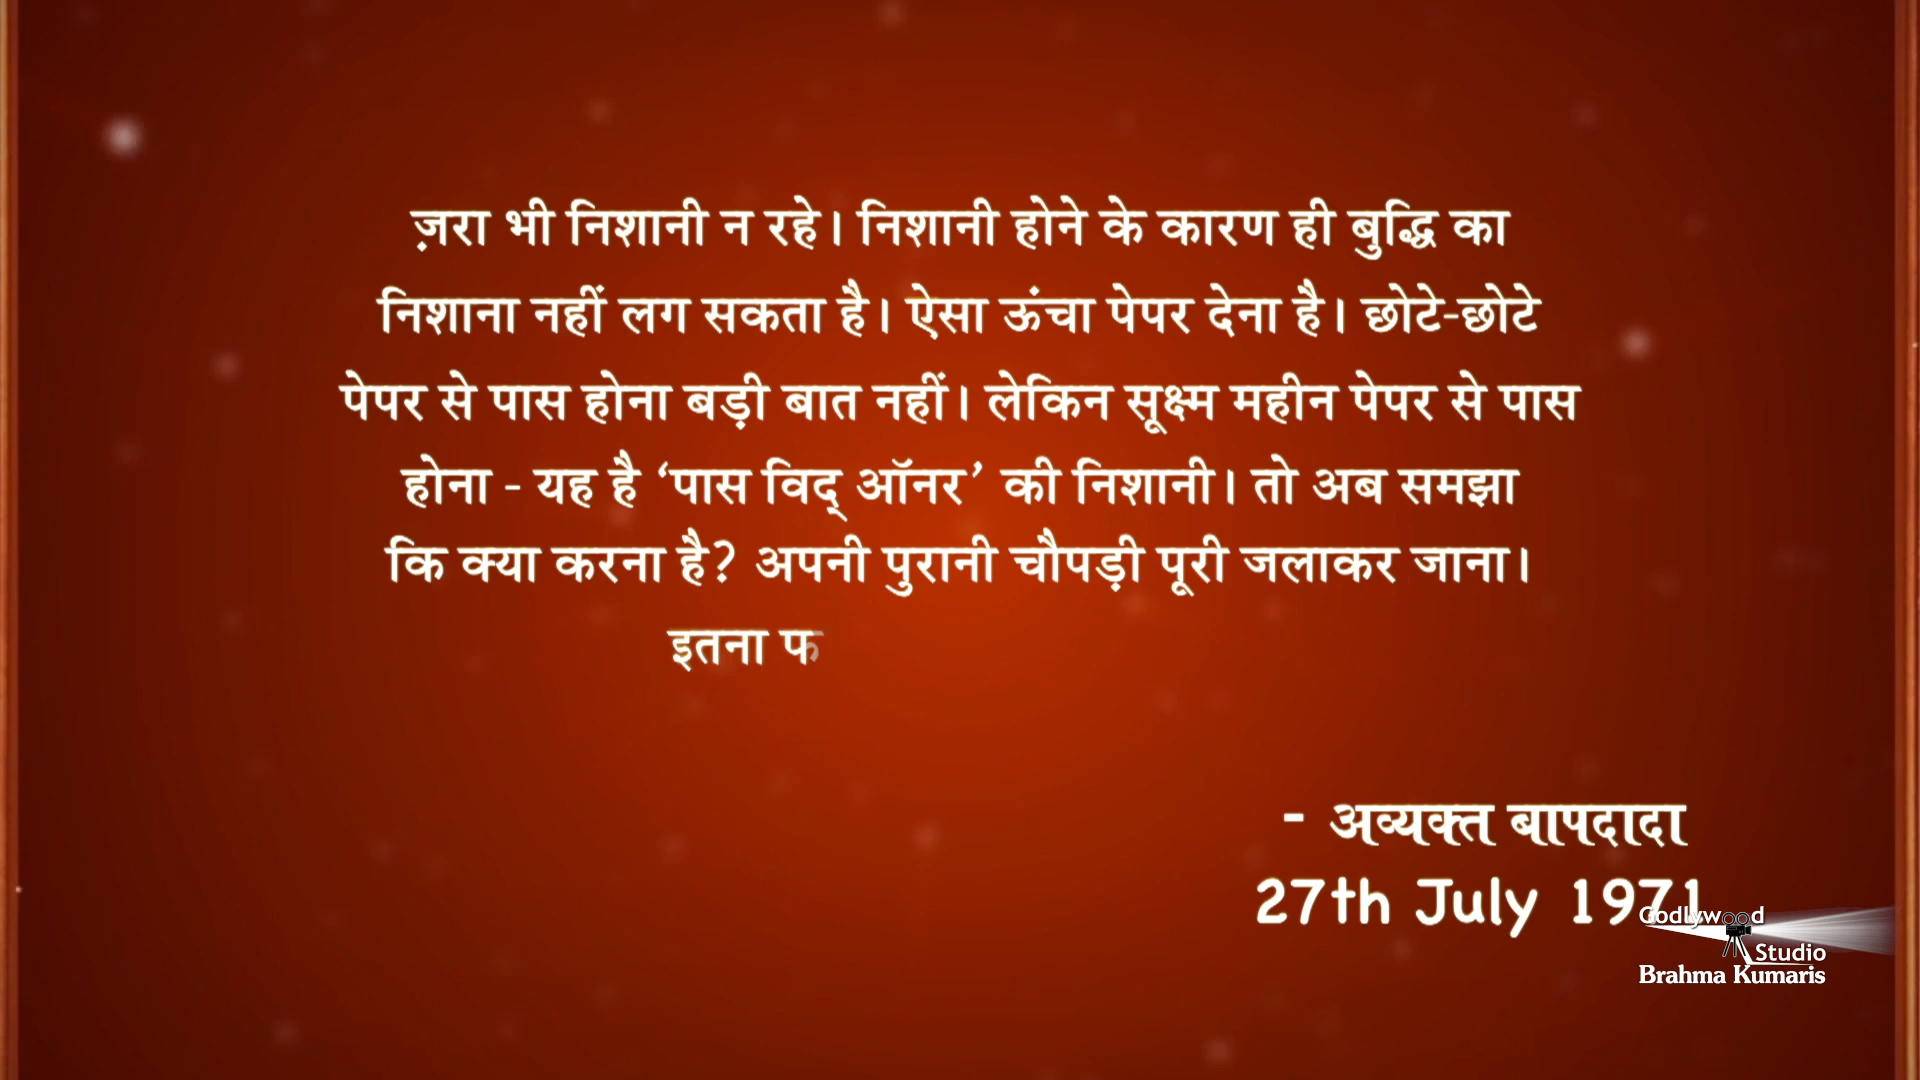 ज़रा भी निशानी न रहे। निशानी होने के कारण ही बुद्धि का
निशाना नहीं लग सकता है। ऐसा ऊंचा पेपर देना है। छोटे-छोटे
पेपर से पास होना बड़ी बात नहीं। लेकिन सूक्ष्म महीन पेपर से पास
होना - यह है ‘पास विद् ऑनर’ की निशानी। तो अब समझा
कि क्या करना है? अपनी पुरानी चौपड़ी पूरी जलाकर जाना।
इतना
- अव्यक्त बापदादा
27th July 1971
Godlywood
Studio
Brahma Kumaris